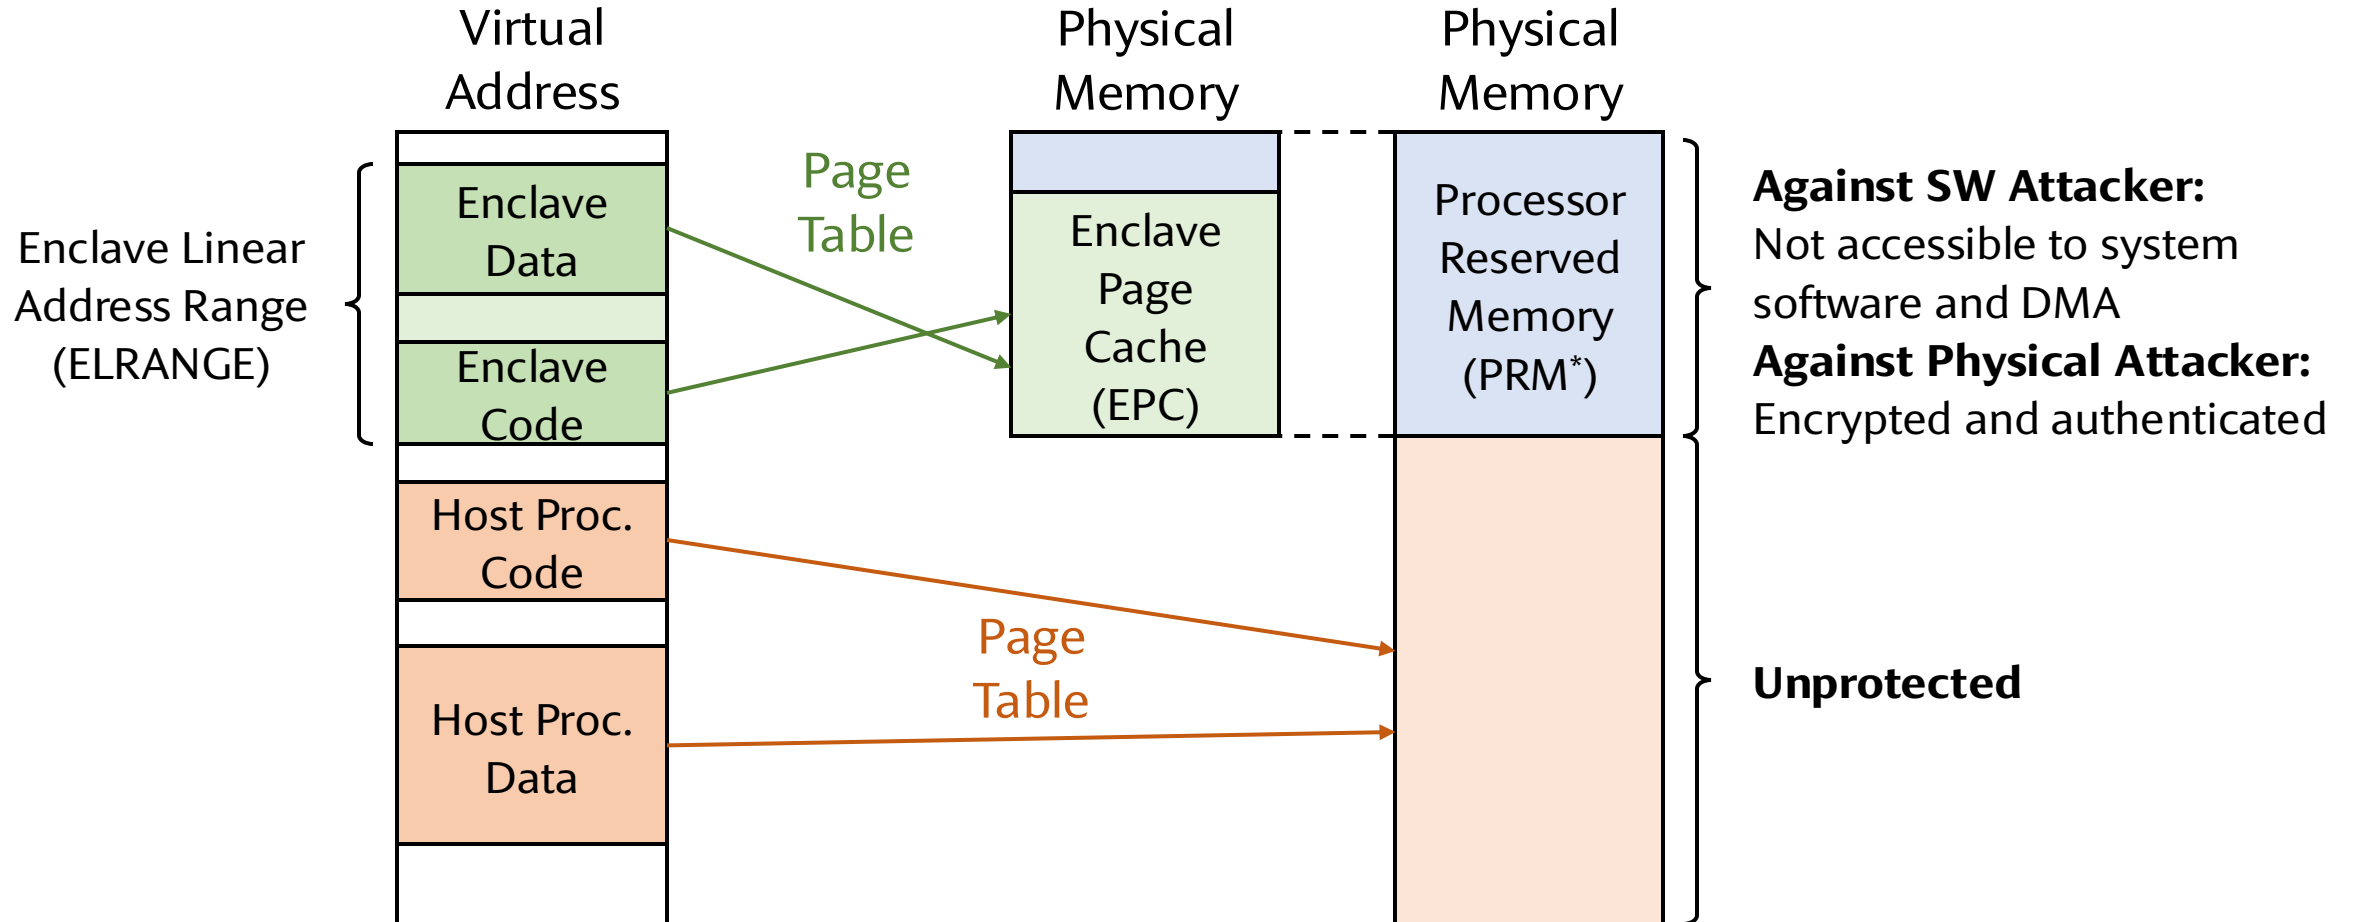 Virtual
Address
Physical
Memory
Physical
Memory
Enclave Linear
Address Range
(ELRANGE)
Enclave
Data
Enclave
Code
Host Proc.
Code
Host Proc.
Data
Page
Table
Page
Table
Enclave
Page
Cache
(EPC)
Processor
Reserved
Memory
(PRM*)
Against SW Attacker:
Not accessible to system
software and DMA
Against Physical Attacker:
Encrypted and authenticated
Unprotected